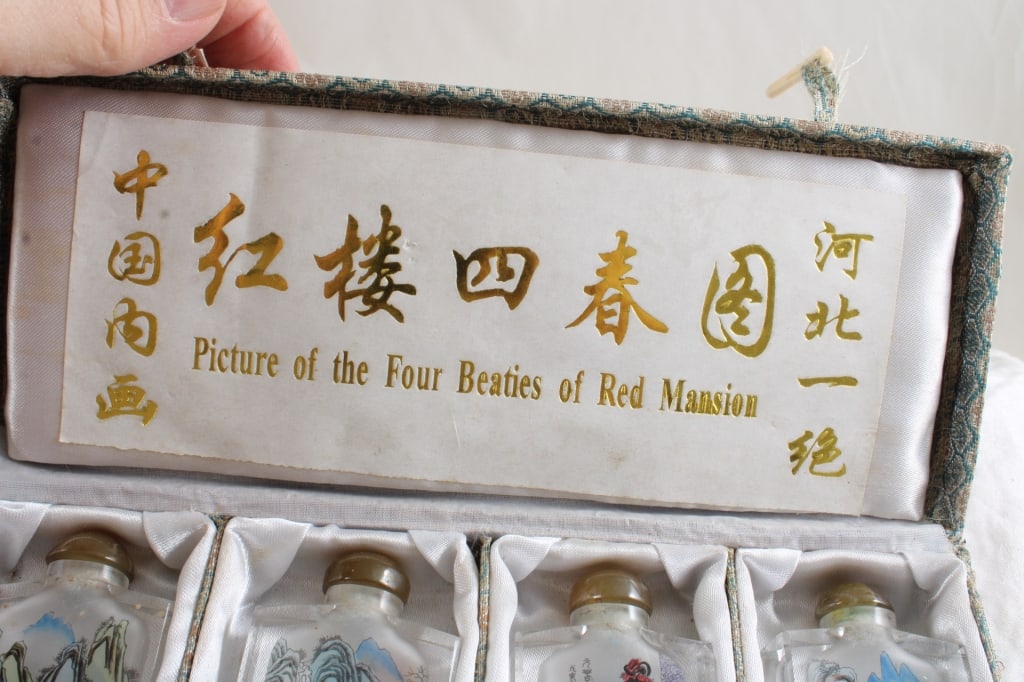 中国内画
红楼四春图
Picture of the Four Beaties of Red Mansion
河北一绝